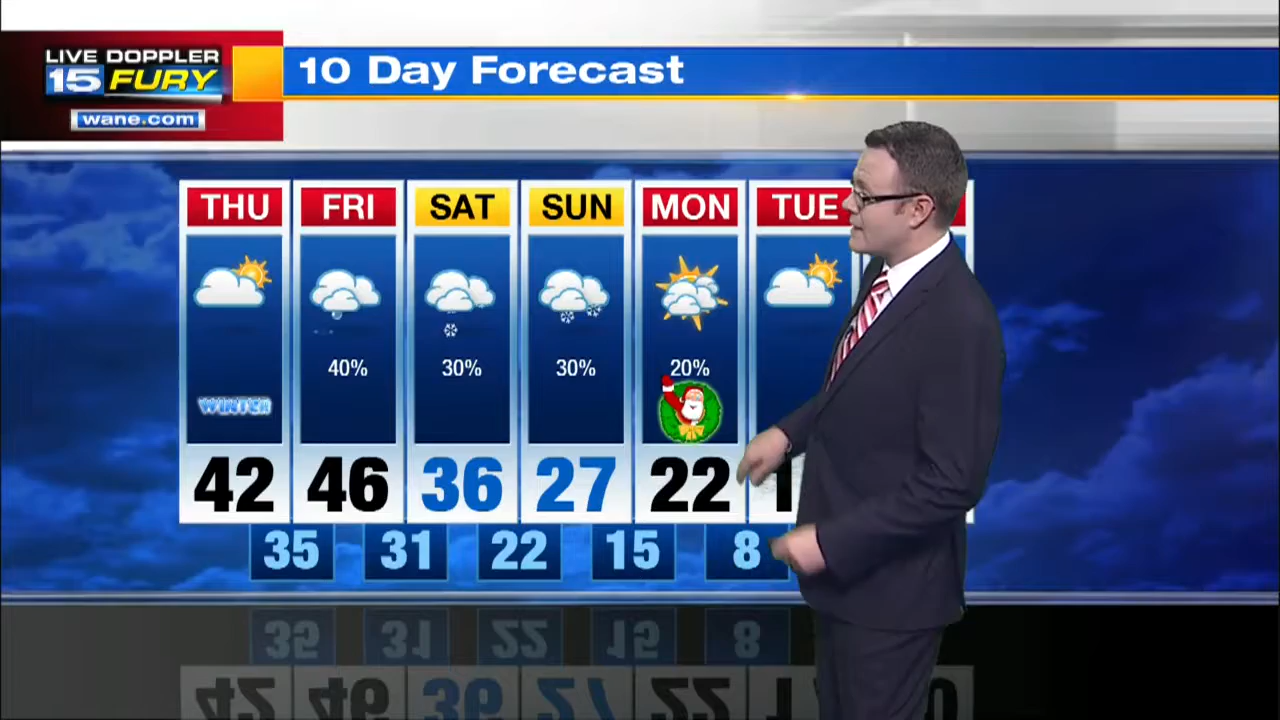 LIVE DOPPLER
15 FURY
wane.com
10 Day Forecast
THU FRI SAT SUN MON TUE
40% 30% 30% 20%
WINTER
42 46 36 27 22 1
35 31 22 15 8